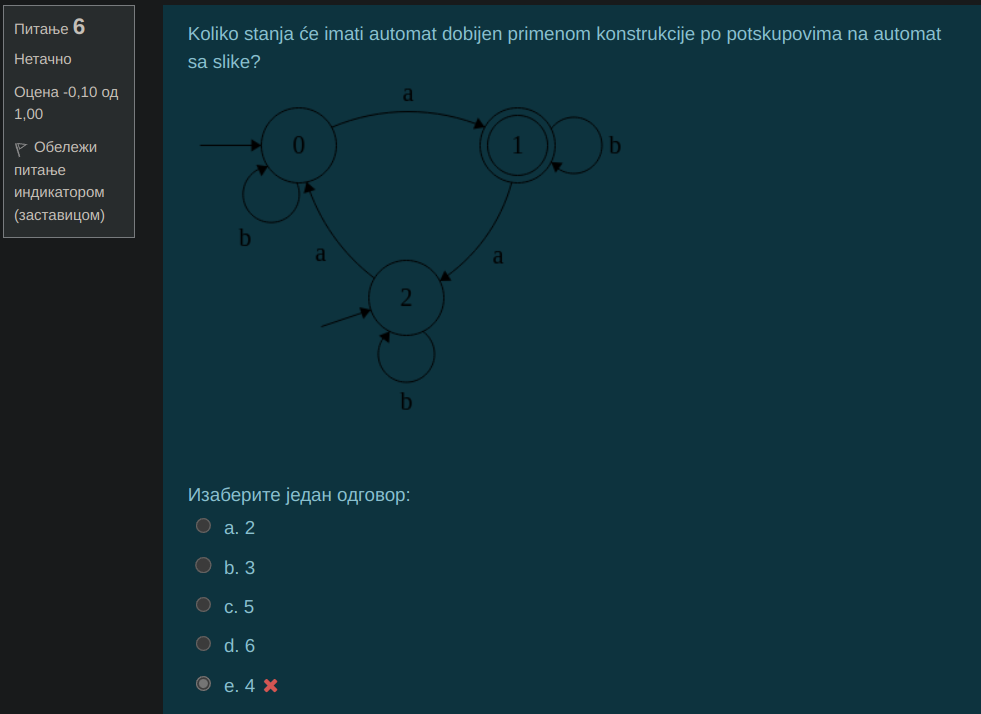 Питање 6
Нетачно
Оцена -0,10 од
1,00
Обележи
питање
индикатором
(заставицом)
Koliko stanja će imati automat dobijen primenom konstrukcije po potskupovima na automat
sa slike?
a
0
1
b
b
a
a
2
b
Изаберите један одговор:
a. 2
b. 3
c. 5
d. 6
e. 4